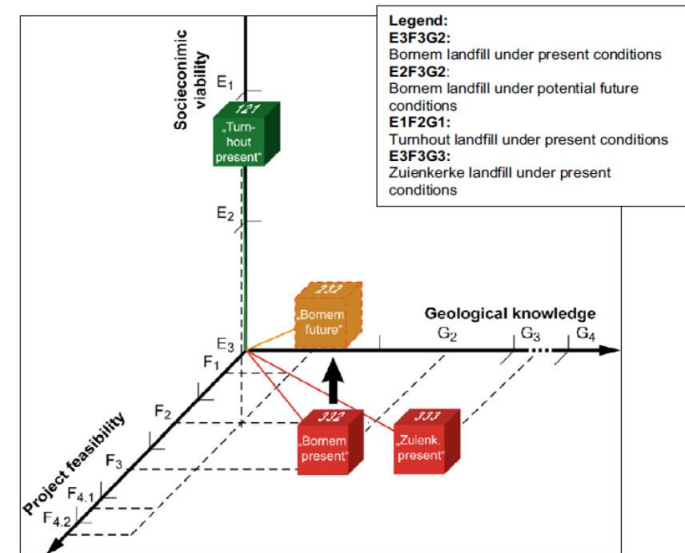 Legend:
E3F3G2:
Bornem landfill under present conditions
E2F3G2:
Bornem landfill under potential future
conditions
E1F2G1:
Turnhout landfill under present conditions
E3F3G3:
Zuienkerke landfill under present
conditions
Socieconimic
viability
E1
121
„Turn-
hout
present“
E2
232
„Bornem
future“
Geological knowledge
E3
G2
G3
G4
F1
F2
F3
F4.1
F4.2
332
„Bornem
present“
333
„Zuienk.
present“
Project feasibility